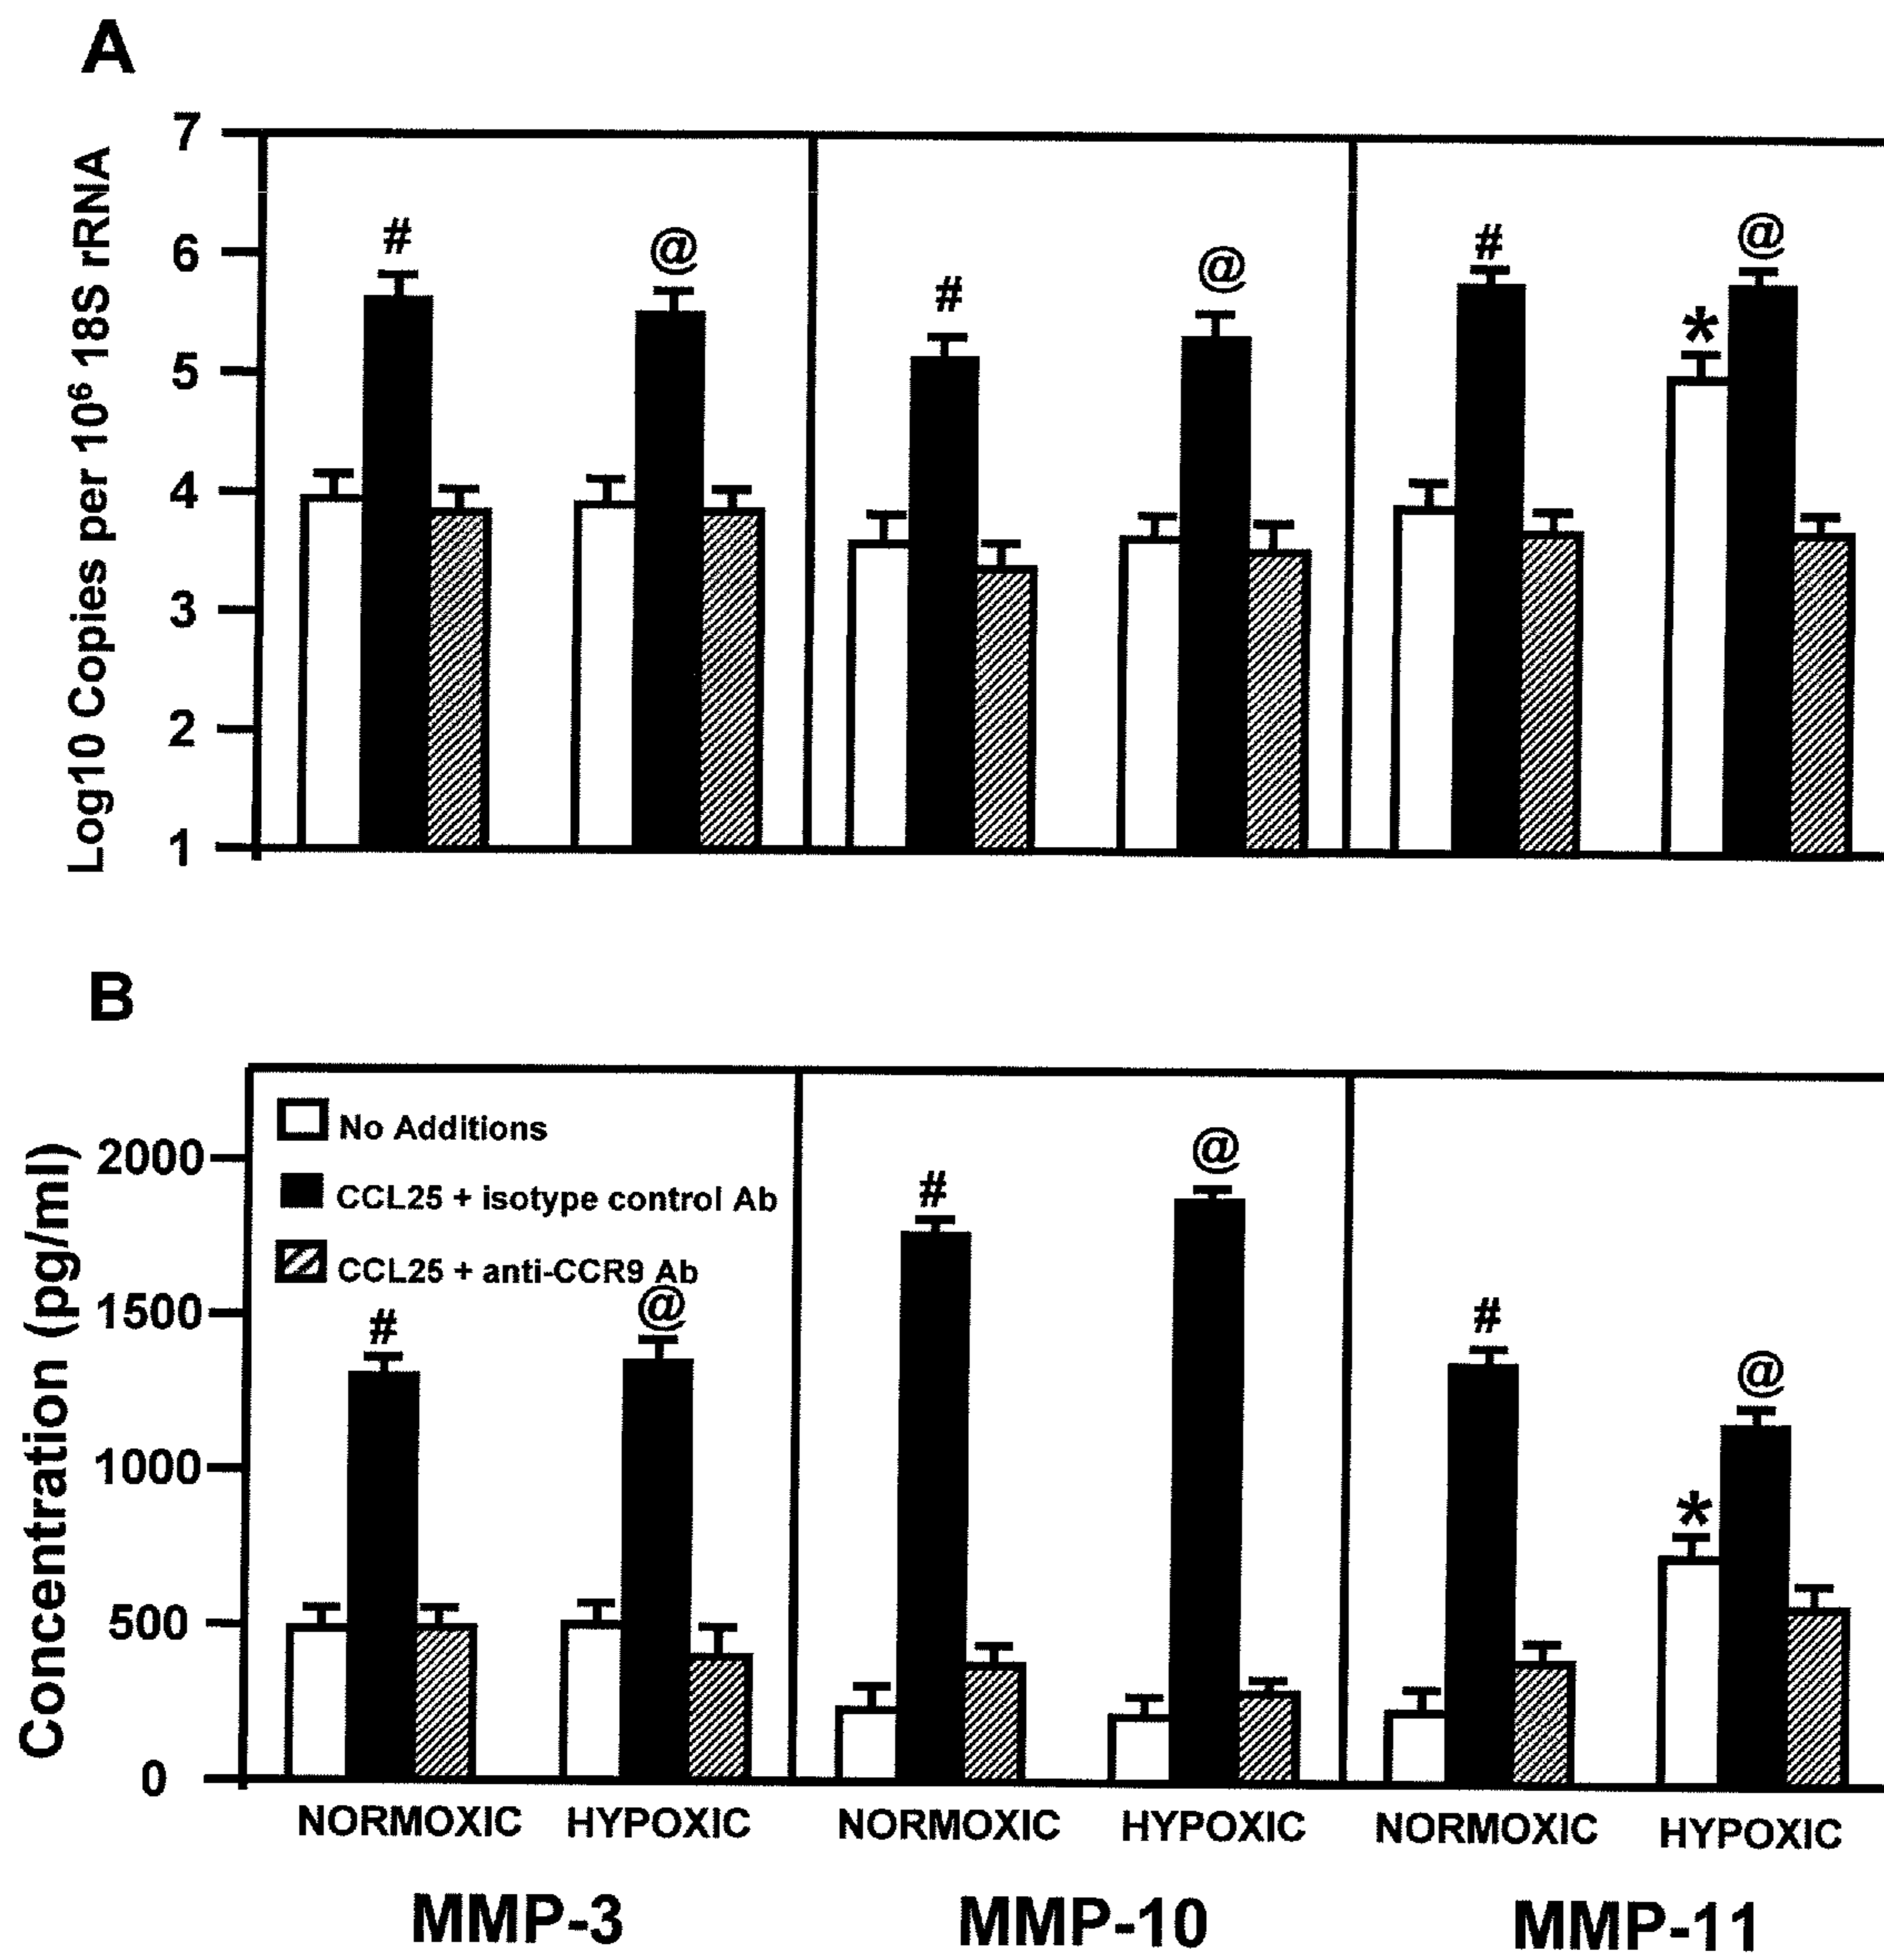 A
Log10 Copies per 10⁶ 18S rRNA
7
6
5
4
3
2
1
# @ # @ # * @
B
Concentration (pg/ml)
2000
1500
1000
500
0
No Additions
CCL25 + isotype control Ab
CCL25 + anti-CCR9 Ab
# @ # @ # * @
NORMOXIC HYPOXIC NORMOXIC HYPOXIC NORMOXIC HYPOXIC
MMP-3 MMP-10 MMP-11